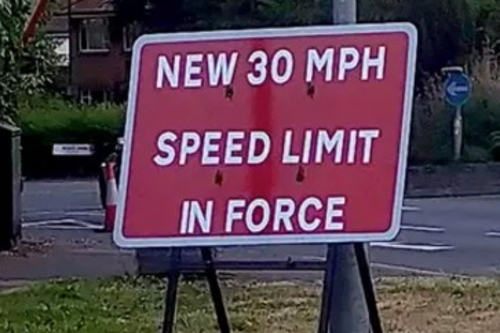 NEW 30 MPH
SPEED LIMIT
IN FORCE